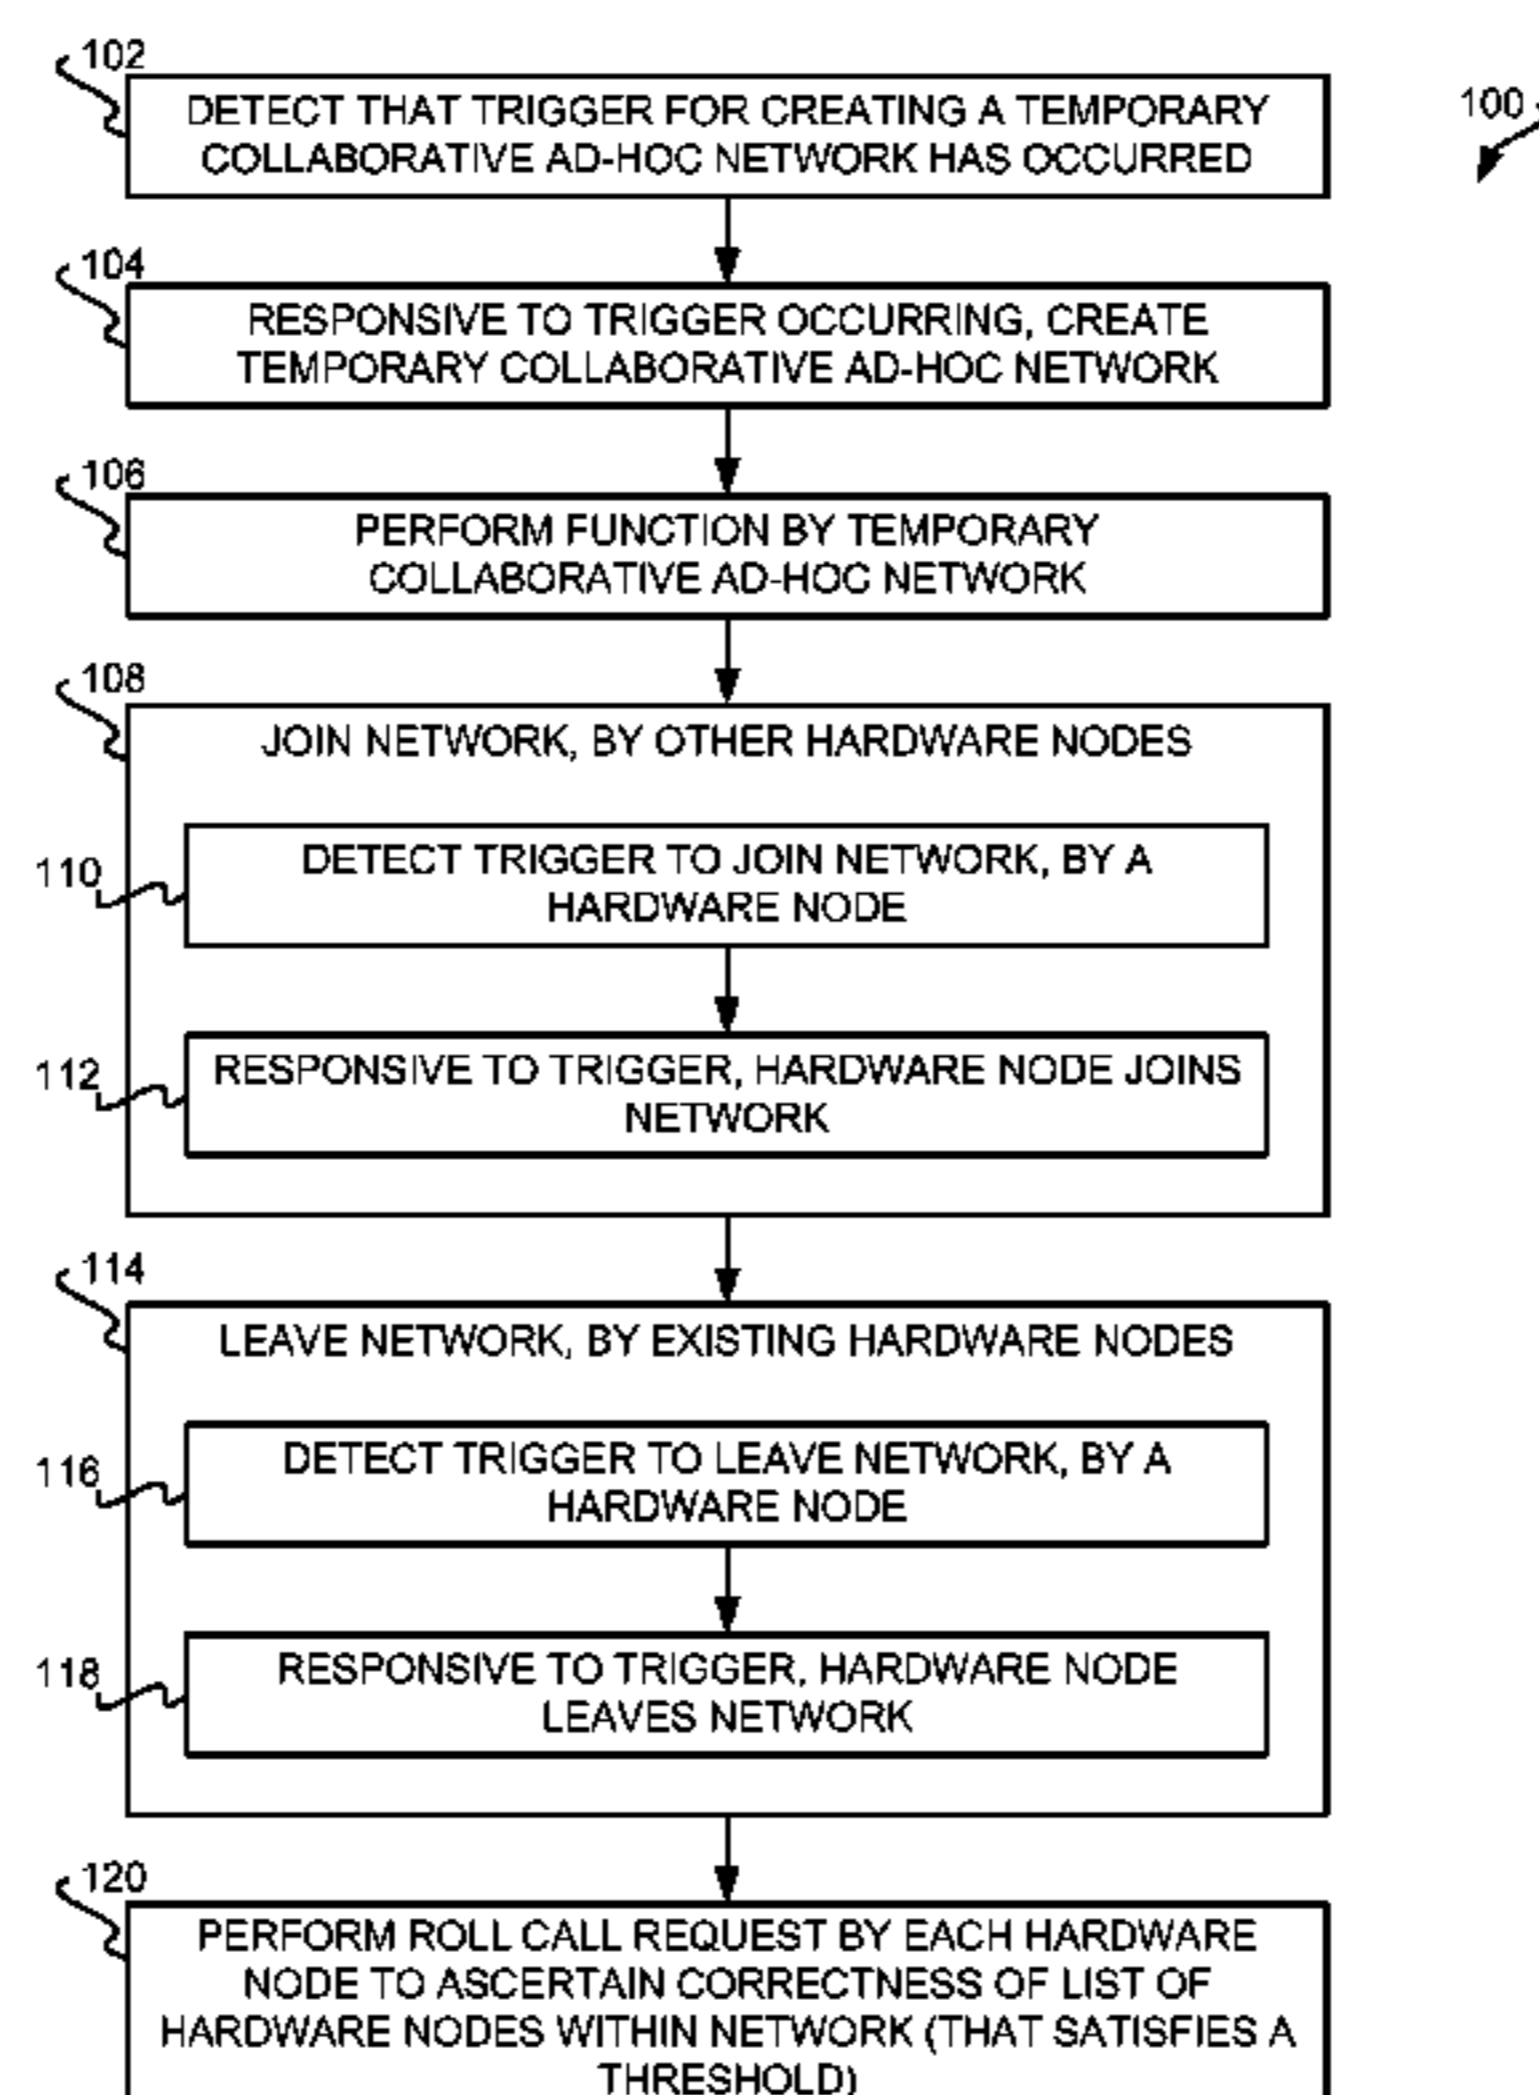 102
100
DETECT THAT TRIGGER FOR CREATING A TEMPORARY
COLLABORATIVE AD-HOC NETWORK HAS OCCURRED
104
RESPONSIVE TO TRIGGER OCCURRING, CREATE
TEMPORARY COLLABORATIVE AD-HOC NETWORK
106
PERFORM FUNCTION BY TEMPORARY
COLLABORATIVE AD-HOC NETWORK
108
JOIN NETWORK, BY OTHER HARDWARE NODES
110
DETECT TRIGGER TO JOIN NETWORK, BY A
HARDWARE NODE
112
RESPONSIVE TO TRIGGER, HARDWARE NODE JOINS
NETWORK
114
LEAVE NETWORK, BY EXISTING HARDWARE NODES
116
DETECT TRIGGER TO LEAVE NETWORK, BY A
HARDWARE NODE
118
RESPONSIVE TO TRIGGER, HARDWARE NODE
LEAVES NETWORK
120
PERFORM ROLL CALL REQUEST BY EACH HARDWARE
NODE TO ASCERTAIN CORRECTNESS OF LIST OF
HARDWARE NODES WITHIN NETWORK (THAT SATISFIES A
THRESHOLD)